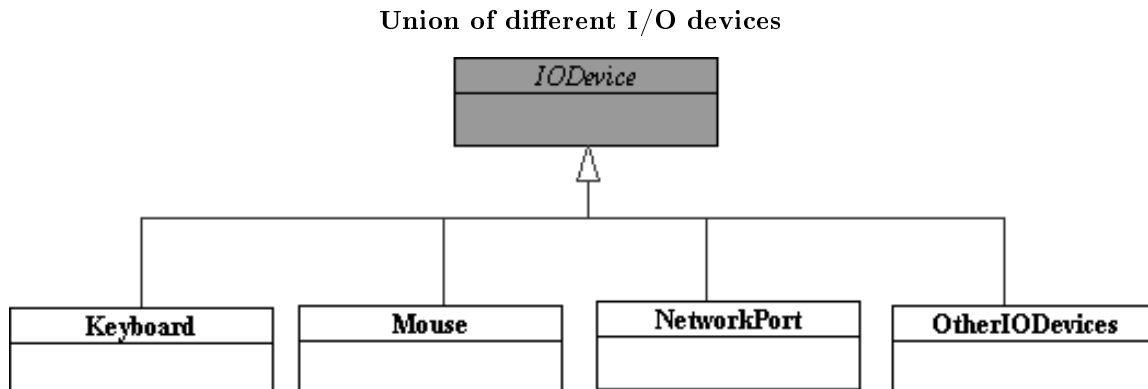 Union of different I/O devices
IODevice
Keyboard
Mouse
NetworkPort
OtherIODevices